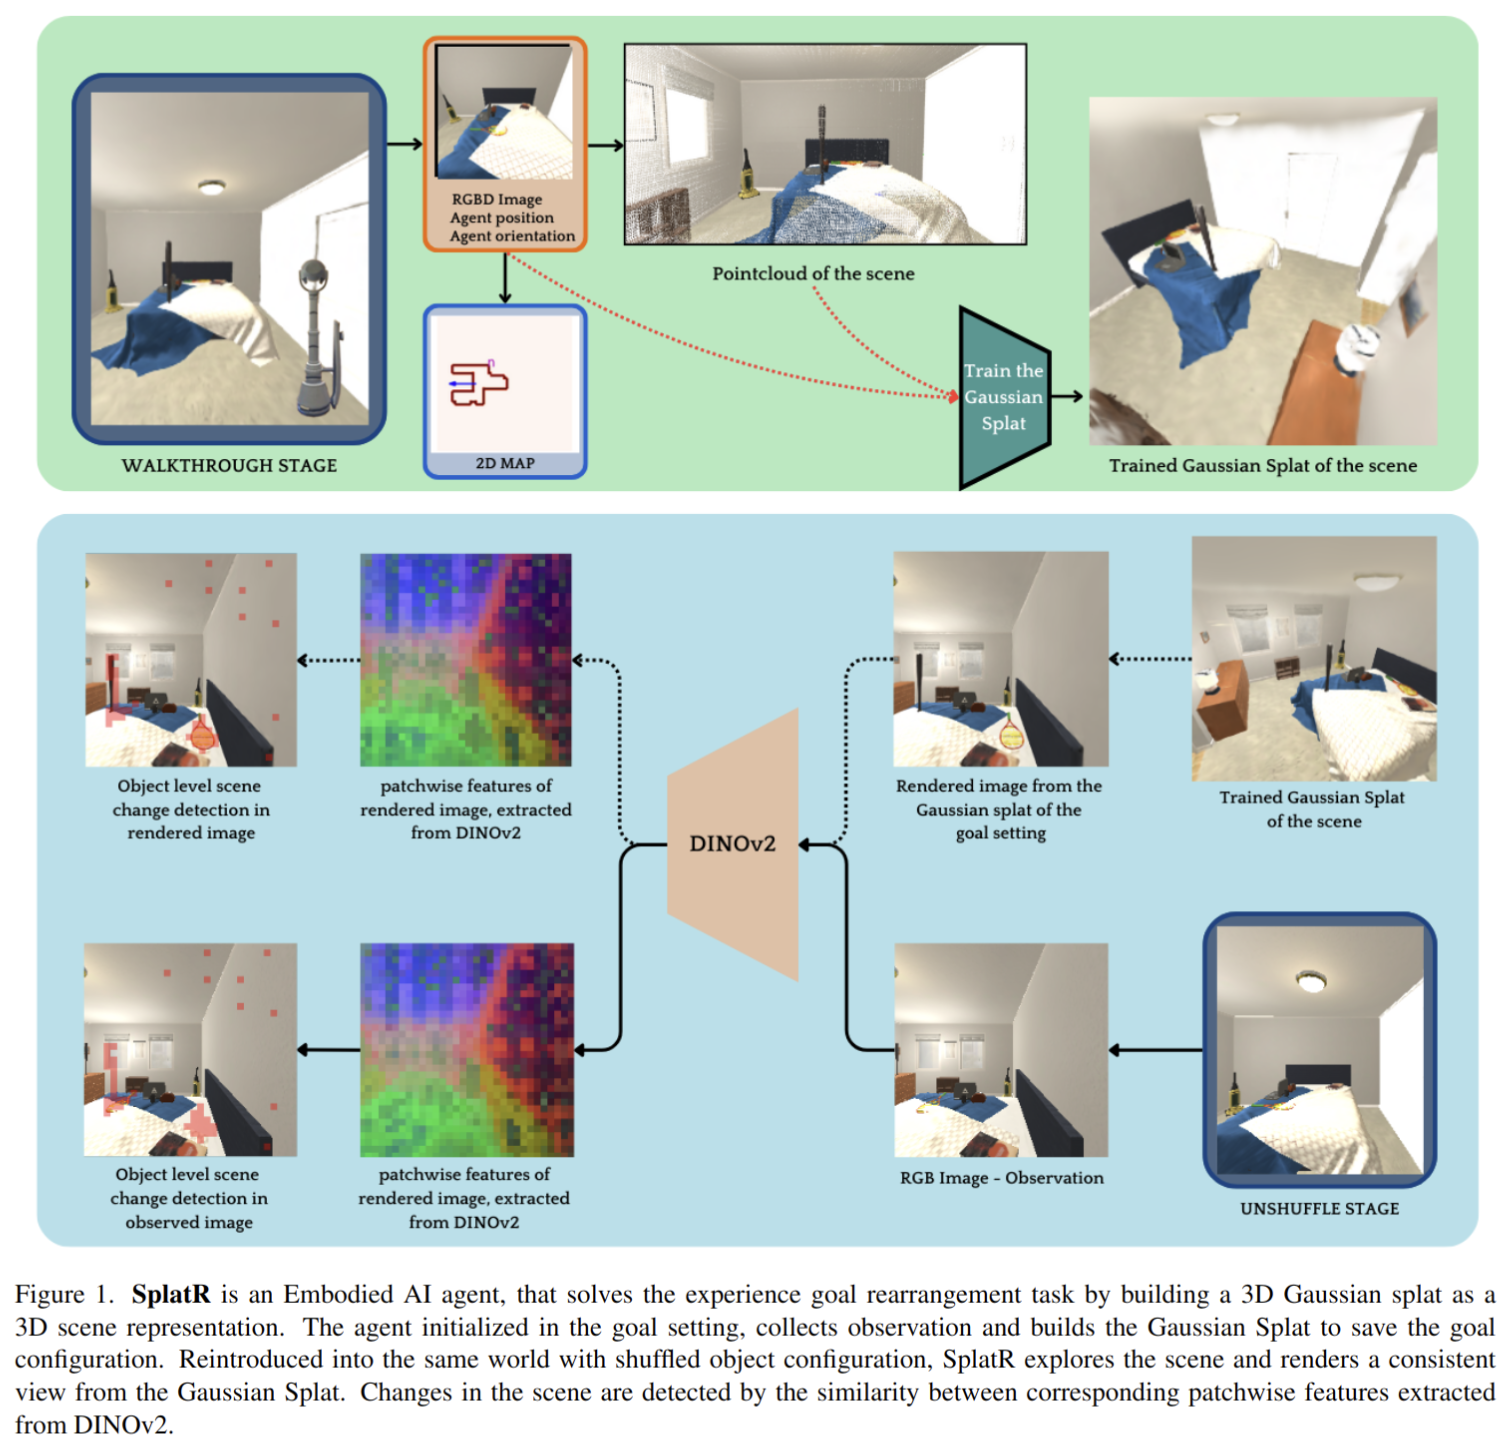 RGBD Image
Agent position
Agent orientation
Pointcloud of the scene
Train the
Gaussian
Splat
WALKTHROUGH STAGE
2D MAP
Trained Gaussian Splat of the scene
Object level scene
change detection in
rendered image
patchwise features of
rendered image, extracted
from DINOv2
DINOv2
Rendered image from the
Gaussian splat of the
goal setting
Trained Gaussian Splat
of the scene
Object level scene
change detection in
observed image
patchwise features of
rendered image, extracted
from DINOv2
RGB Image - Observation
UNSHUFFLE STAGE
Figure 1. SplatR is an Embodied AI agent, that solves the experience goal rearrangement task by building a 3D Gaussian splat as a
3D scene representation. The agent initialized in the goal setting, collects observation and builds the Gaussian Splat to save the goal
configuration. Reintroduced into the same world with shuffled object configuration, SplatR explores the scene and renders a consistent
view from the Gaussian Splat. Changes in the scene are detected by the similarity between corresponding patchwise features extracted
from DINOv2.